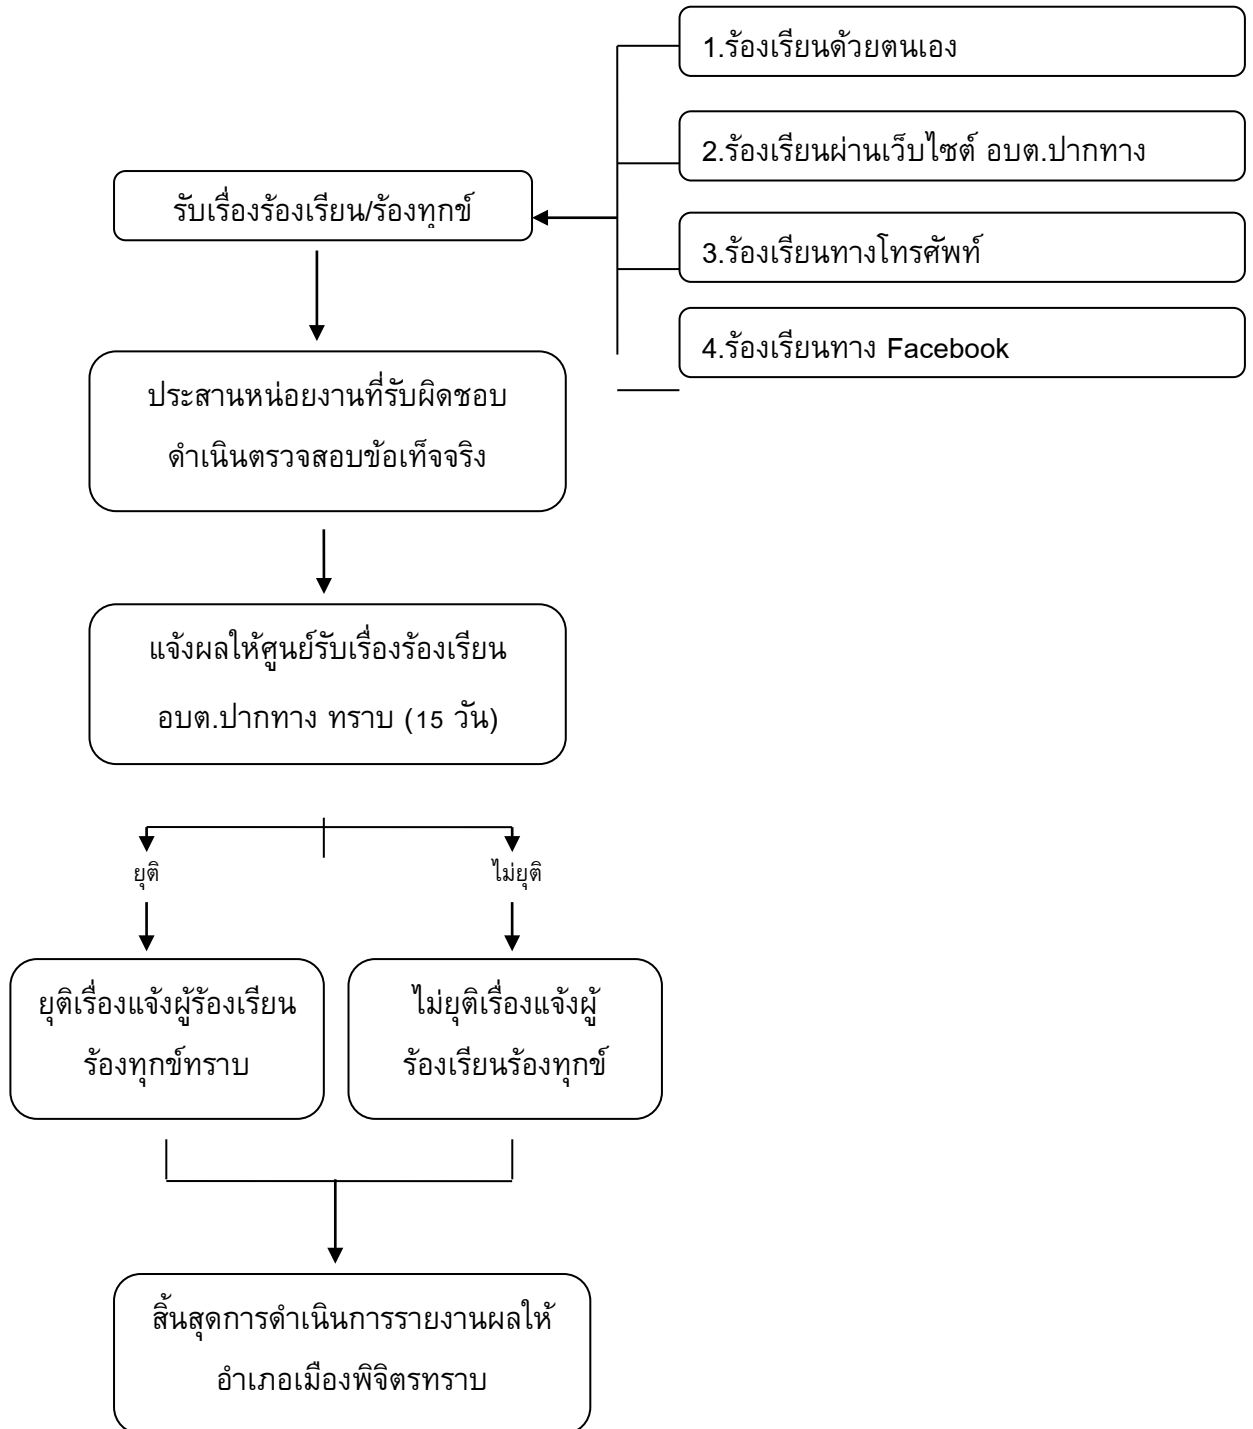 1.ร้องเรียนด้วยตนเอง
2.ร้องเรียนผ่านเว็บไซต์ อบต.ปากทาง
รับเรื่องร้องเรียน/ร้องทุกข์
3.ร้องเรียนทางโทรศัพท์
4.ร้องเรียนทาง Facebook
ประสานหน่อยงานที่รับผิดชอบ
ดำเนินตรวจสอบข้อเท็จจริง
แจ้งผลให้ศูนย์รับเรื่องร้องเรียน
อบต.ปากทาง ทราบ (15 วัน)
ยุติ
ไม่ยุติ
ยุติเรื่องแจ้งผู้ร้องเรียน
ร้องทุกข์ทราบ
ไม่ยุติเรื่องแจ้งผู้
ร้องเรียนร้องทุกข์
สิ้นสุดการดำเนินการรายงานผลให้
อำเภอเมืองพิจิตรทราบ